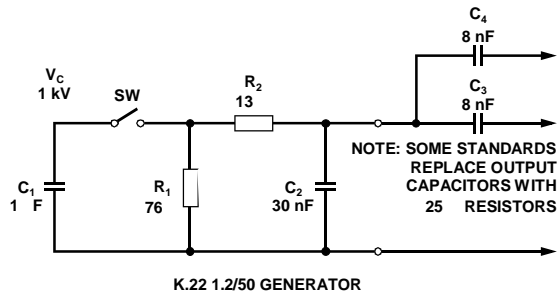 C4
8 nF
VC
1 kV
SW
R2
13
C3
8 nF
NOTE: SOME STANDARDS
REPLACE OUTPUT
CAPACITORS WITH
25 RESISTORS
C1
1 F
R1
76
C2
30 nF
K.22 1.2/50 GENERATOR